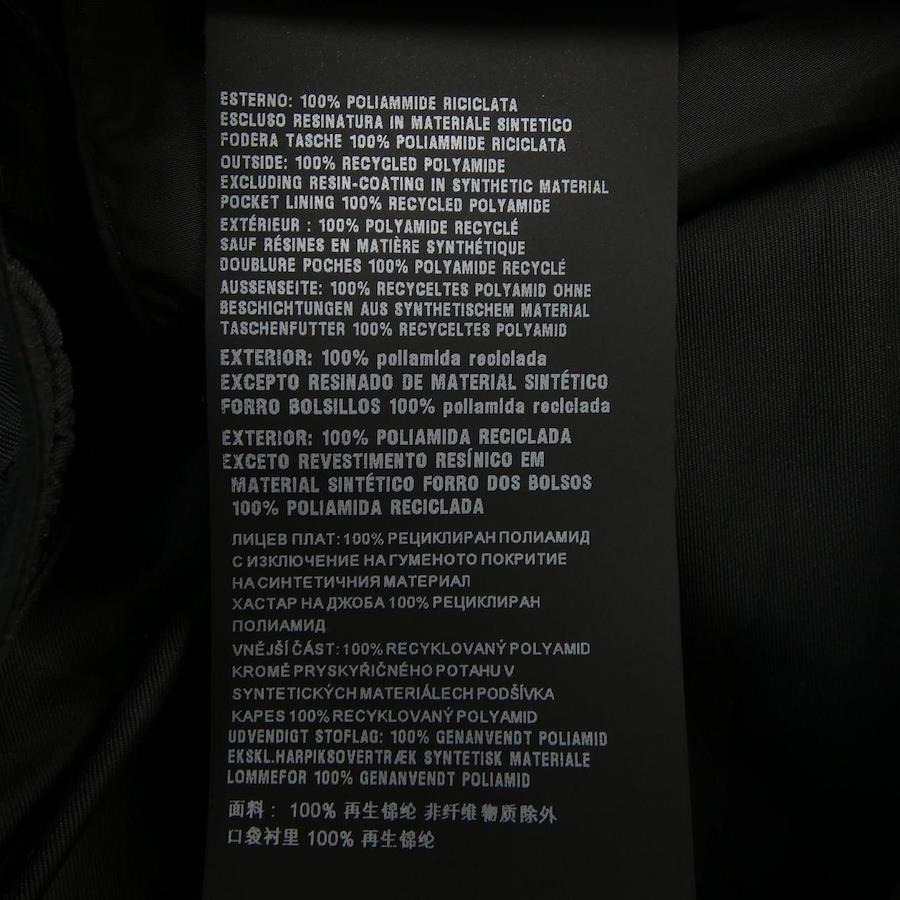 ESTERNO: 100% POLIAMMIDE RICICLATA
ESCLUSO RESINATURA IN MATERIALE SINTETICO
FODERA TASCHE 100% POLIAMMIDE RICICLATA
OUTSIDE: 100% RECYCLED POLYAMIDE
EXCLUDING RESIN-COATING IN SYNTHETIC MATERIAL
POCKET LINING 100% RECYCLED POLYAMIDE
EXTÉRIEUR : 100% POLYAMIDE RECYCLÉ
SAUF RÉSINES EN MATIÈRE SYNTHÉTIQUE
DOUBLURE POCHES 100% POLYAMIDE RECYCLÉ
AUSSENSEITE: 100% RECYCELTES POLYAMID OHNE
BESCHICHTUNGEN AUS SYNTHETISCHEM MATERIAL
TASCHENFUTTER 100% RECYCELTES POLYAMID
EXTERIOR: 100% poliamida reciclada
EXCEPTO RESINADO DE MATERIAL SINTÉTICO
FORRO BOLSILLOS 100% poliamida reciclada
EXTERIOR: 100% POLIAMIDA RECICLADA
EXCETO REVESTIMENTO RESÍNICO EM
MATERIAL SINTÉTICO FORRO DOS BOLSOS
100% POLIAMIDA RECICLADA
ЛИЦЕВ ПЛАТ: 100% РЕЦИКЛИРАН ПОЛИАМИД
С ИЗКЛЮЧЕНИЕ НА ГУМЕНОТО ПОКРИТИЕ
НА СИНТЕТИЧНИЯ МАТЕРИАЛ
ХАСТАР НА ДЖОБА 100% РЕЦИКЛИРАН
ПОЛИАМИД
VNĚJŠÍ ČÁST: 100% RECYKLOVANÝ POLYAMID
KROMĚ PRYSKYŘIČNÉHO POTAHU V
SYNTETICKÝCH MATERIÁLECH PODŠÍVKA
KAPES 100% RECYKLOVANÝ POLYAMID
UDVENDIGT STOFLAG: 100% GENANVENDT POLIAMID
EKSKL.HARPIKSOVERTRÆK SYNTETISK MATERIALE
LOMMEFOR 100% GENANVENDT POLIAMID
面料： 100% 再生锦纶 非纤维物质除外
口袋衬里 100% 再生锦纶